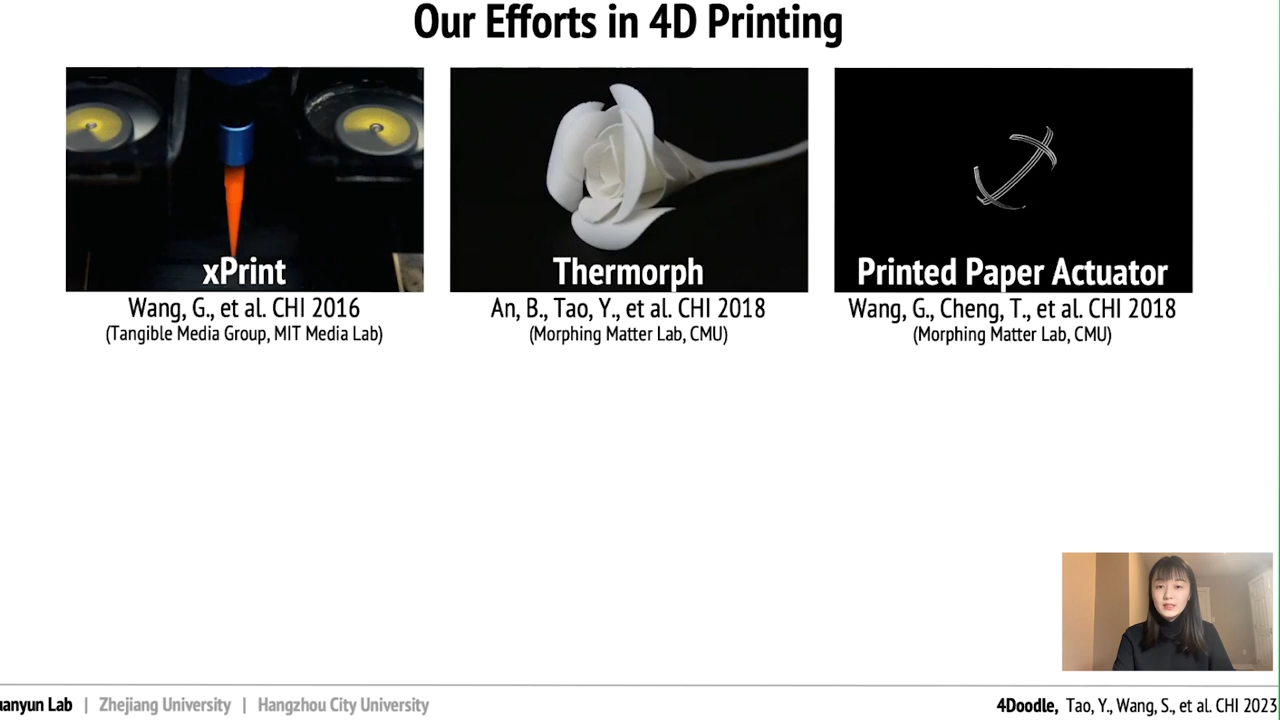 Our Efforts in 4D Printing
xPrint
Wang, G., et al. CHI 2016
(Tangible Media Group, MIT Media Lab)
Thermorph
An, B., Tao, Y., et al. CHI 2018
(Morphing Matter Lab, CMU)
Printed Paper Actuator
Wang, G., Cheng, T., et al. CHI 2018
(Morphing Matter Lab, CMU)
Lab | Zhejiang University | Hangzhou City University
4Doodle, Tao, Y., Wang, S., et al. CHI 2023